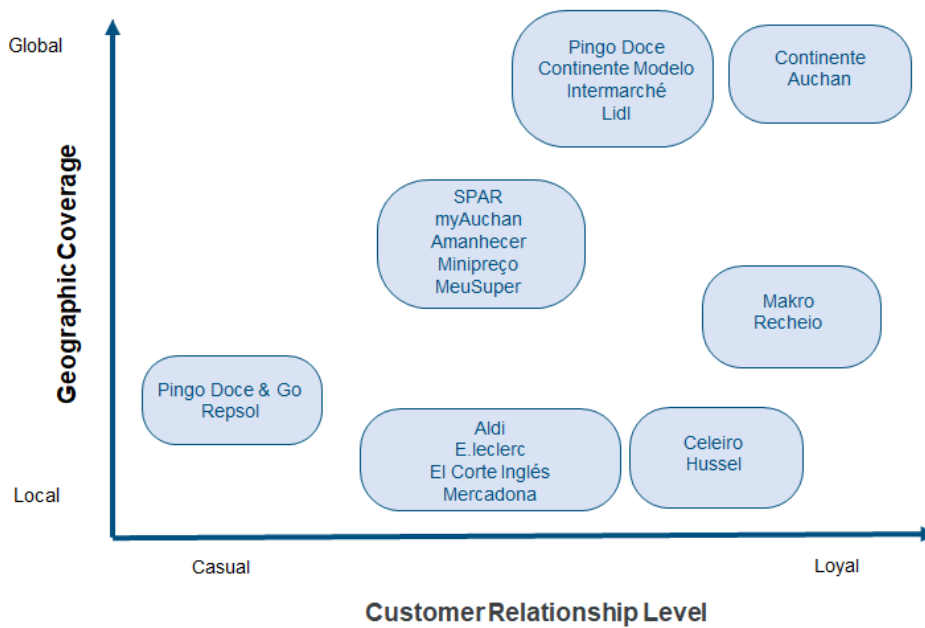 Global
Geographic Coverage
Local
Pingo Doce
Continente Modelo
Intermarché
Lidl
Continente
Auchan
SPAR
myAuchan
Amanhecer
Minipreço
MeuSuper
Makro
Recheio
Pingo Doce & Go
Repsol
Aldi
E.leclerc
El Corte Inglés
Mercadona
Celeiro
Hussel
Casual
Loyal
Customer Relationship Level